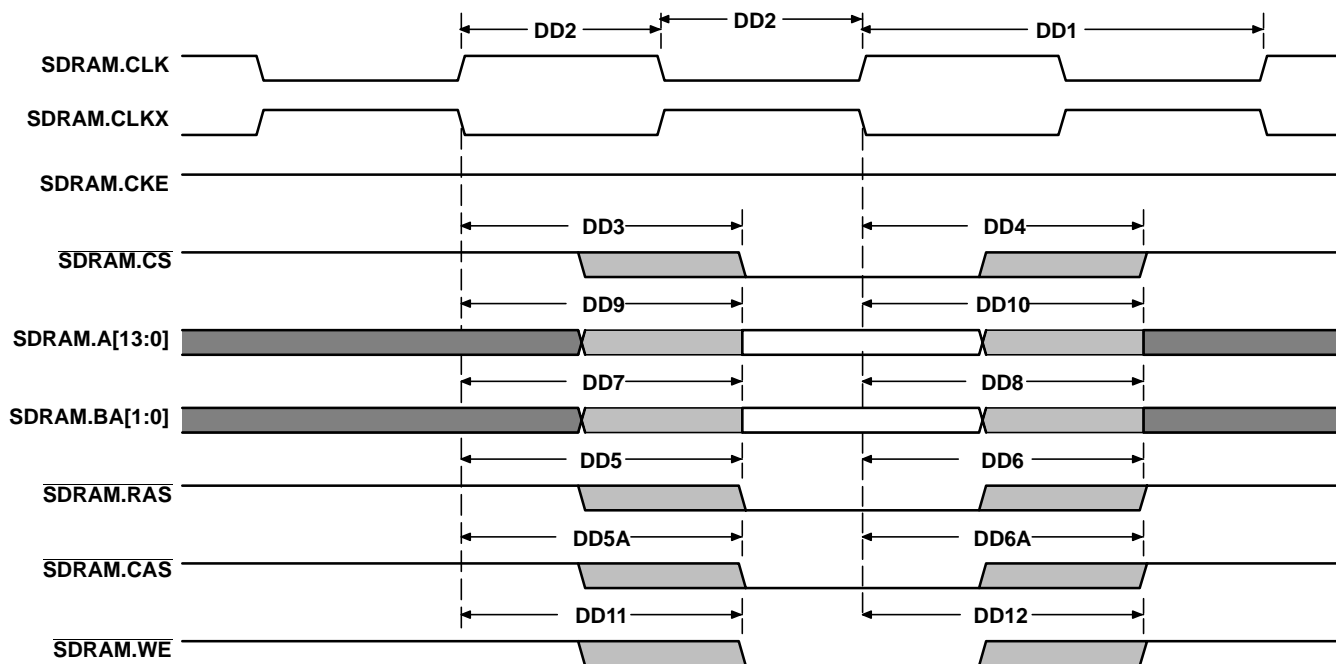 DD2
DD2
DD1
SDRAM.CLK
SDRAM.CLKX
SDRAM.CKE
DD3
DD4
SDRAM.CS
DD9
DD10
SDRAM.A[13:0]
DD7
DD8
SDRAM.BA[1:0]
DD5
DD6
SDRAM.RAS
DD5A
DD6A
SDRAM.CAS
DD11
DD12
SDRAM.WE